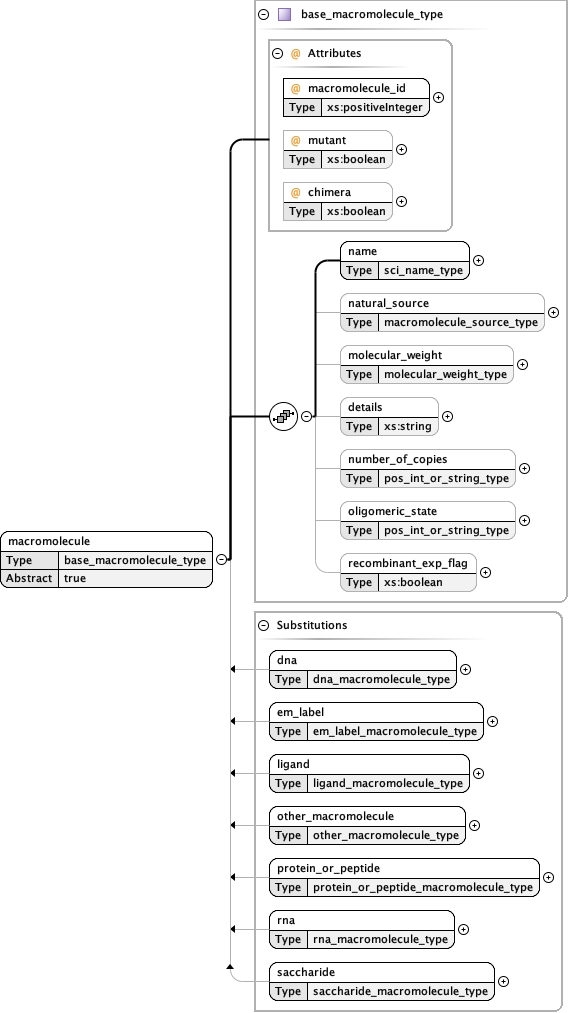 base_macromolecule_type
@ Attributes
@ macromolecule_id
Type xs:positiveInteger
@ mutant
Type xs:boolean
@ chimera
Type xs:boolean
name
Type sci_name_type
natural_source
Type macromolecule_source_type
molecular_weight
Type molecular_weight_type
details
Type xs:string
number_of_copies
Type pos_int_or_string_type
oligomeric_state
Type pos_int_or_string_type
recombinant_exp_flag
Type xs:boolean
macromolecule
Type base_macromolecule_type
Abstract true
Substitutions
dna
Type dna_macromolecule_type
em_label
Type em_label_macromolecule_type
ligand
Type ligand_macromolecule_type
other_macromolecule
Type other_macromolecule_type
protein_or_peptide
Type protein_or_peptide_macromolecule_type
rna
Type rna_macromolecule_type
saccharide
Type saccharide_macromolecule_type